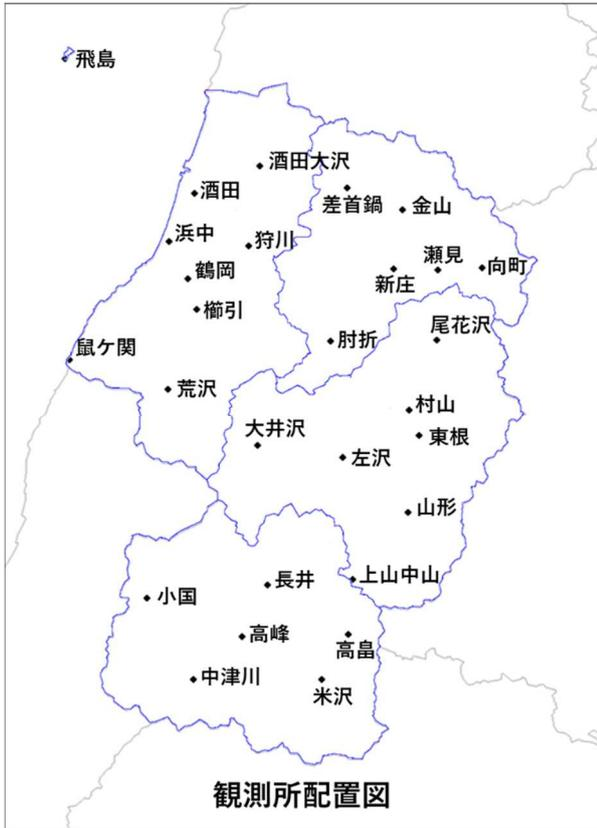 飛島
酒田大沢
酒田
差首鍋
金山
浜中
狩川
瀬見
向町
鶴岡
新庄
櫛引
尾花沢
肘折
鼠ケ関
荒沢
村山
大井沢
東根
左沢
山形
上山中山
長井
小国
高峰
高畠
中津川
米沢
観測所配置図